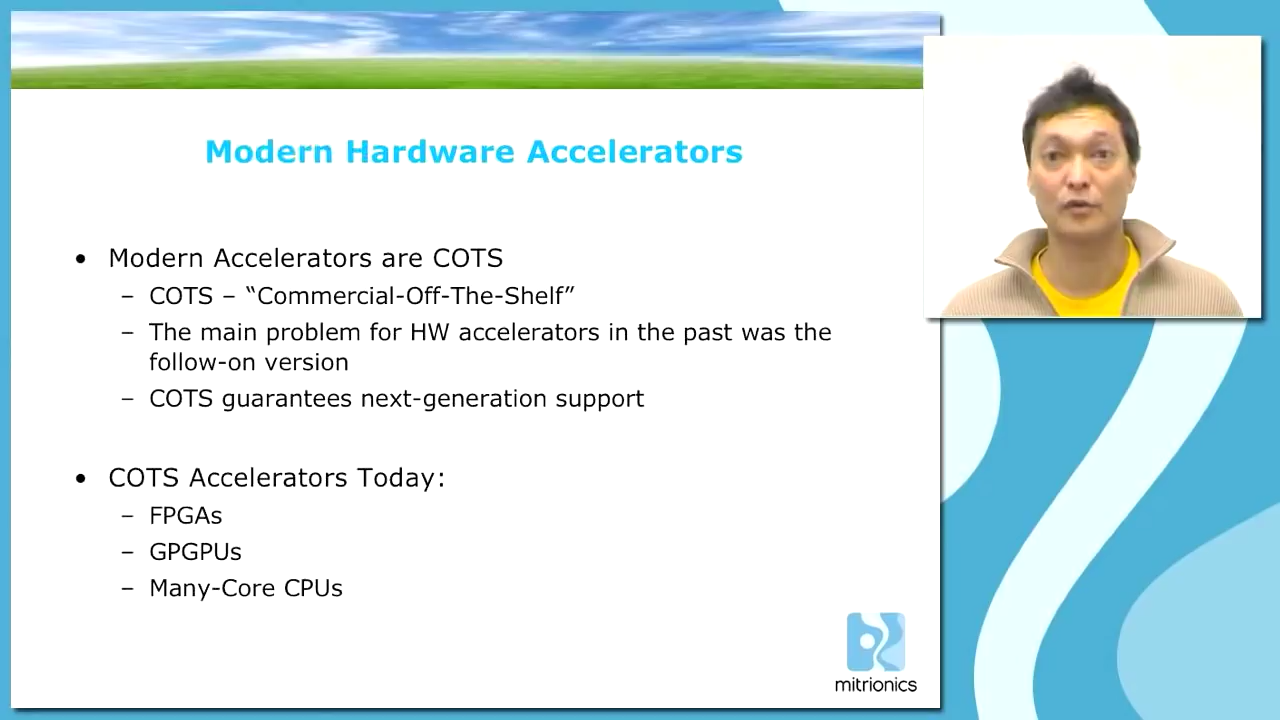 Modern Hardware Accelerators
• Modern Accelerators are COTS
– COTS – “Commercial-Off-The-Shelf”
– The main problem for HW accelerators in the past was the
follow-on version
– COTS guarantees next-generation support
• COTS Accelerators Today:
– FPGAs
– GPGPUs
– Many-Core CPUs
mitrionics